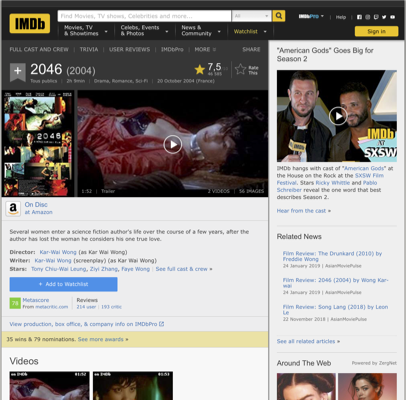 IMDb
Find Movies, TV shows, Celebrities and more...
All
IMDbPro
Help
Movies, TV
& Showtimes
Celebs, Events
& Photos
News &
Community
Watchlist
Sign in
FULL CAST AND CREW | TRIVIA | USER REVIEWS | IMDbPro | MORE
SHARE
2046 (2004)
Tous publics | 2h 9min | Drama, Romance, Sci-Fi | 20 October 2004 (France)
7,5
Rate
This
2046
1:52 | Trailer
2 VIDEOS | 56 IMAGES
On Disc
at Amazon
Several women enter a science fiction author's life over the course of a few years, after the
author has lost the woman he considers his one true love.
Director: Kar-Wai Wong (as Kar Wai Wong)
Writer: Kar-Wai Wong (screenplay) (as Kar Wai Wong)
Stars: Tony Chiu-Wai Leung, Ziyi Zhang, Faye Wong | See full cast & crew »
+ Add to Watchlist
78
Metascore
From metacritic.com
Reviews
214 user | 193 critic
View production, box office, & company info on IMDbPro
35 wins & 79 nominations. See more awards »
Videos
01:52
01:53
"American Gods" Goes Big for
Season 2
IMDb
AT
SXSW
IMDb hangs with cast of "American Gods" at
the House on the Rock at the SXSW Film
Festival. Stars Ricky Whittle and Pablo
Schreiber reveal the one word that best
describes Season 2.
Hear from the cast »
Related News
Film Review: The Drunkard (2010) by
Freddie Wong
24 January 2019 | AsianMoviePulse
Film Review: 2046 (2004) by Wong Kar-
wai
24 January 2019 | AsianMoviePulse
Film Review: Song Lang (2018) by Leon
Le
22 November 2018 | AsianMoviePulse
See all related articles »
Around The Web
Powered by ZergNet